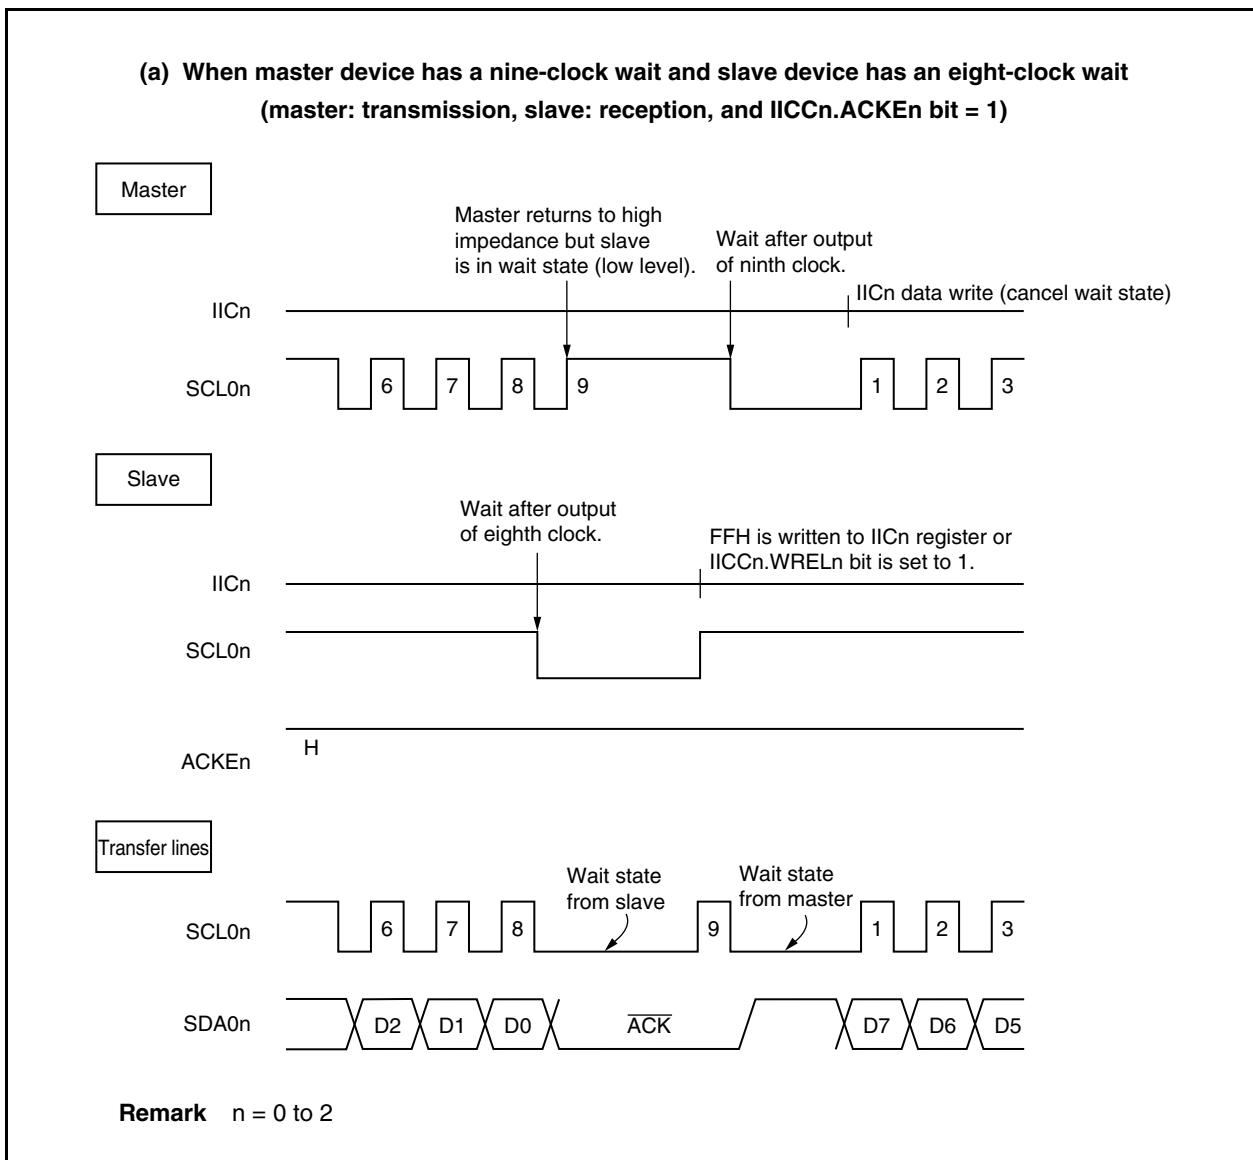 (a) When master device has a nine-clock wait and slave device has an eight-clock wait
(master: transmission, slave: reception, and IICCn.ACKEn bit = 1)
Master
Master returns to high
impedance but slave
is in wait state (low level).
Wait after output
of ninth clock.
IICn data write (cancel wait state)
IICn
SCL0n
6 7 8 9 1 2 3
Slave
Wait after output
of eighth clock.
FFH is written to IICn register or
IICCn.WRELn bit is set to 1.
IICn
SCL0n
H
ACKEn
Transfer lines
Wait state
from slave
Wait state
from master
SCL0n
6 7 8 9 1 2 3
SDA0n
D2 D1 D0 A̅C̅K̅ D7 D6 D5
Remark n = 0 to 2